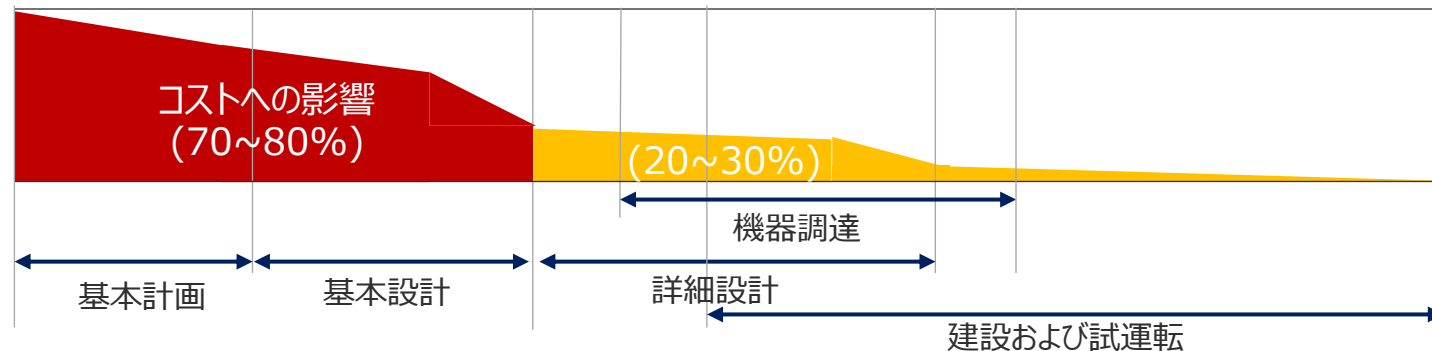 コストへの影響
(70~80%)
(20~30%)
機器調達
基本計画
基本設計
詳細設計
建設および試運転